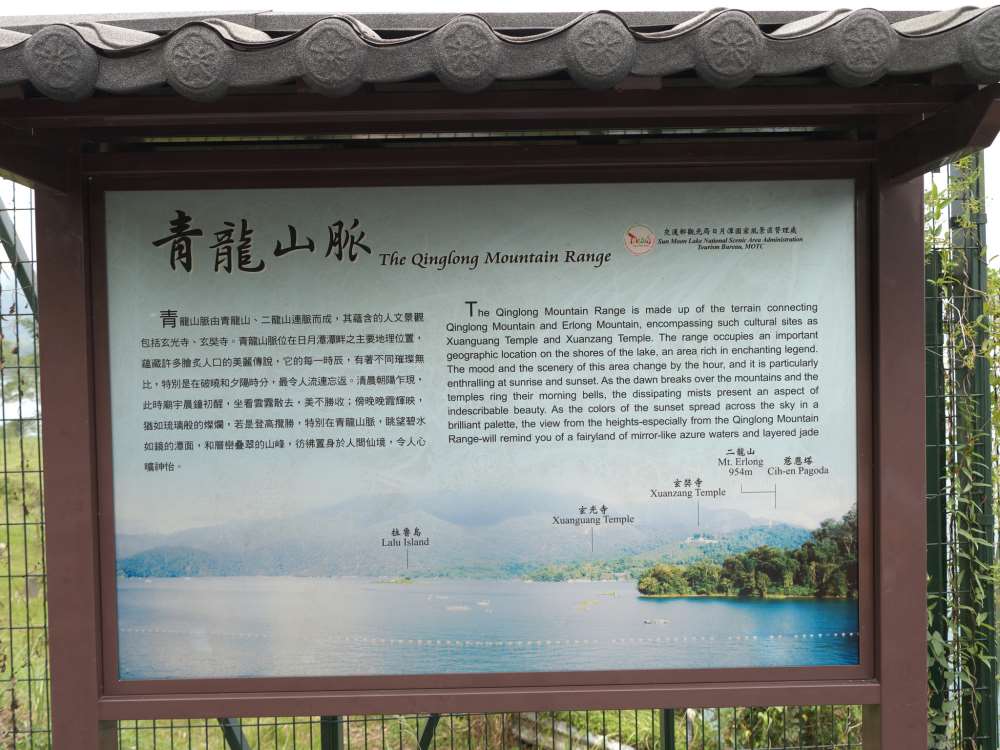 青龍山脈
The Qinglong Mountain Range
交通部觀光局日月潭國家風景區管理處
Sun Moon Lake National Scenic Area Administration
Tourism Bureau, MOTC
青龍山脈由青龍山、二龍山連脈而成，其蘊含的人文景觀
包括玄光寺、玄奘寺。青龍山脈位在日月潭潭畔之主要地理位置，
蘊藏許多膾炙人口的美麗傳說，它的每一時辰，有著不同璀璨無
比，特別是在破曉和夕陽時分，最令人流連忘返。清晨朝陽乍現，
此時廟宇晨鐘初醒，坐看雲霧散去，美不勝收；傍晚晚霞輝映，
猶如琉璃般的燦爛，若是登高攬勝，特別在青龍山脈，眺望碧水
如鏡的潭面，和層巒疊翠的山峰，彷彿置身於人間仙境，令人心
曠神怡。
The Qinglong Mountain Range is made up of the terrain connecting
Qinglong Mountain and Erlong Mountain, encompassing such cultural sites as
Xuanguang Temple and Xuanzang Temple. The range occupies an important
geographic location on the shores of the lake, an area rich in enchanting legend.
The mood and the scenery of this area change by the hour, and it is particularly
enthralling at sunrise and sunset. As the dawn breaks over the mountains and the
temples ring their morning bells, the dissipating mists present an aspect of
indescribable beauty. As the colors of the sunset spread across the sky in a
brilliant palette, the view from the heights-especially from the Qinglong Mountain
Range-will remind you of a fairyland of mirror-like azure waters and layered jade
二龍山
Mt. Erlong
954m
慈恩塔
Cih-en Pagoda
玄奘寺
Xuanzang Temple
玄光寺
Xuanguang Temple
拉魯島
Lalu Island